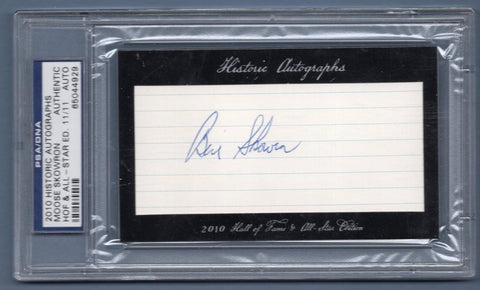 PSA/DNA
2010 HISTORIC AUTOGRAPHS
MOOSE SKOWRON AUTHENTIC
HOF & ALL-STAR ED. 11/11 AUTO
85044929
Historic Autographs
Bill Skowron
2010 Hall of Fame & All-Star Edition